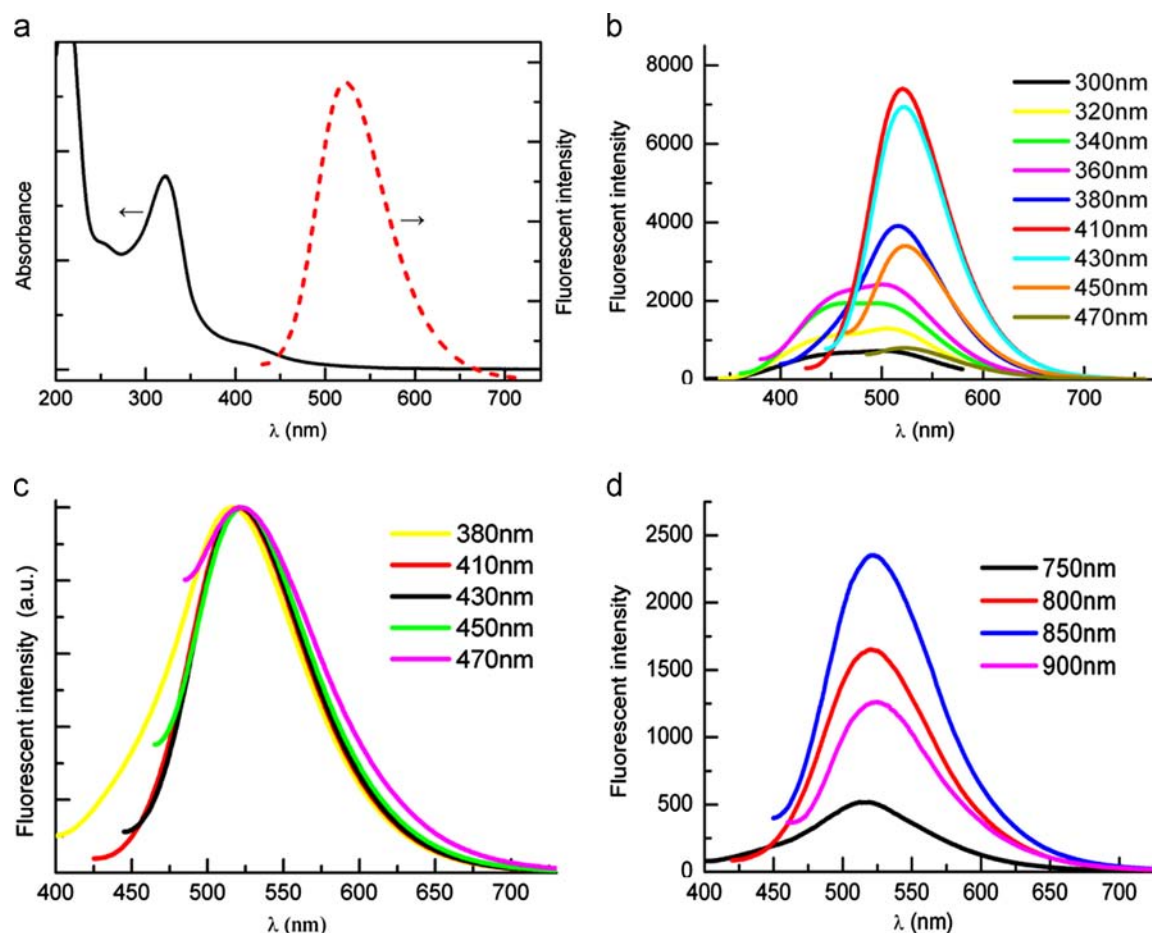 a
Absorbance
←
→
Fluorescent intensity
200 300 400 500 600 700
λ (nm)
b
Fluorescent intensity
8000
6000
4000
2000
0
400 500 600 700
λ (nm)
300nm
320nm
340nm
360nm
380nm
410nm
430nm
450nm
470nm
c
Fluorescent intensity (a.u.)
400 450 500 550 600 650 700
λ (nm)
380nm
410nm
430nm
450nm
470nm
d
Fluorescent intensity
2500
2000
1500
1000
500
0
400 450 500 550 600 650 700
λ (nm)
750nm
800nm
850nm
900nm